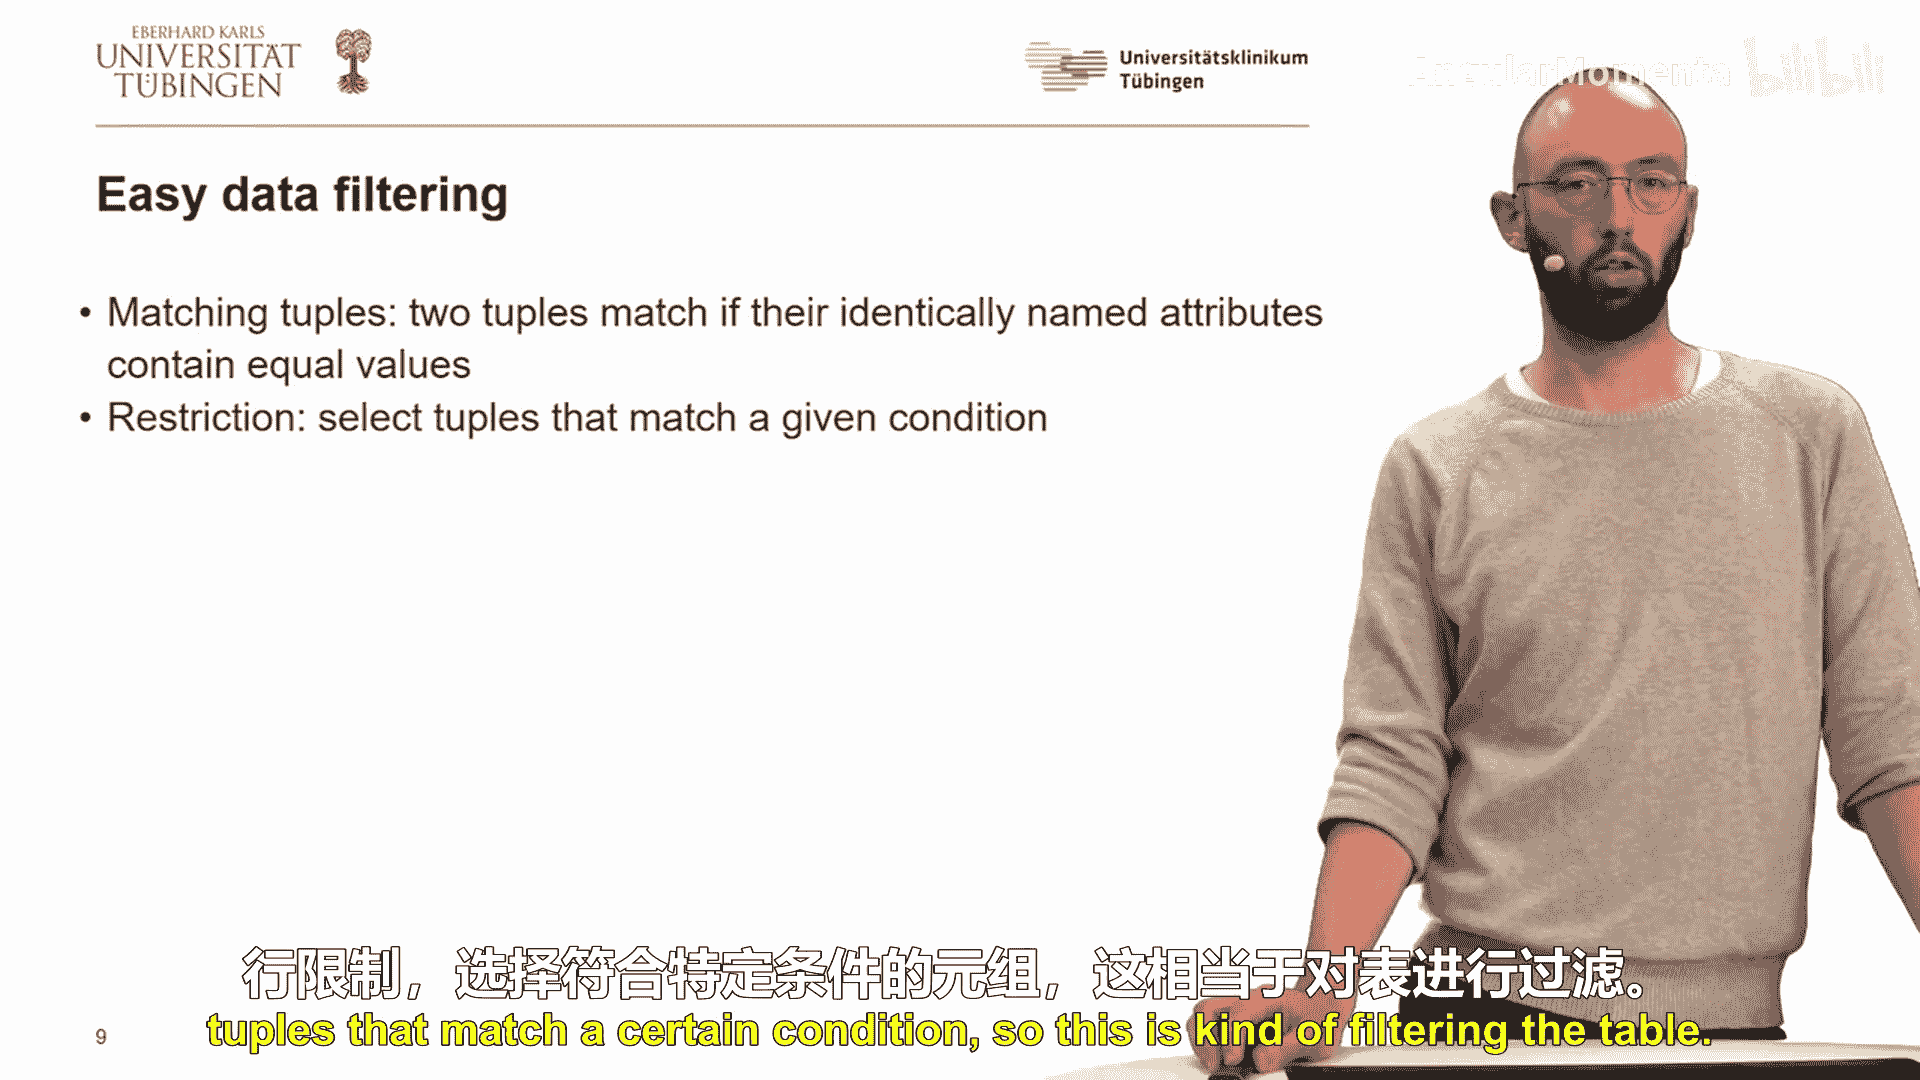 EBERHARD KARLS
UNIVERSITÄT
TÜBINGEN
Universitätsklinikum
Tübingen
AngularMomenta bilibili
Easy data filtering
• Matching tuples: two tuples match if their identically named attributes
contain equal values
• Restriction: select tuples that match a given condition
行限制，选择符合特定条件的元组，这相当于对表进行过滤。
tuples that match a certain condition, so this is kind of filtering the table.
9